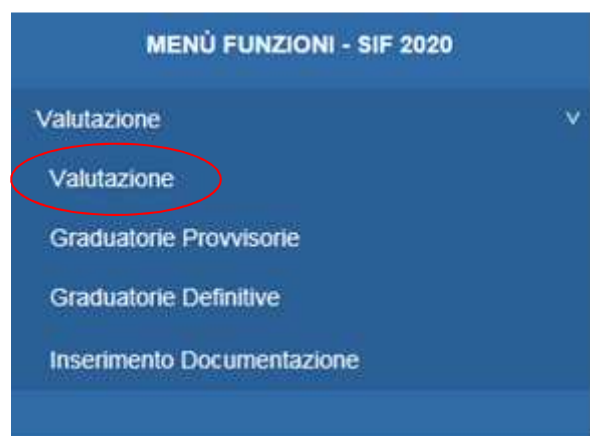 MENÙ FUNZIONI - SIF 2020
Valutazione
Valutazione
Graduatorie Provvisorie
Graduatorie Definitive
Inserimento Documentazione